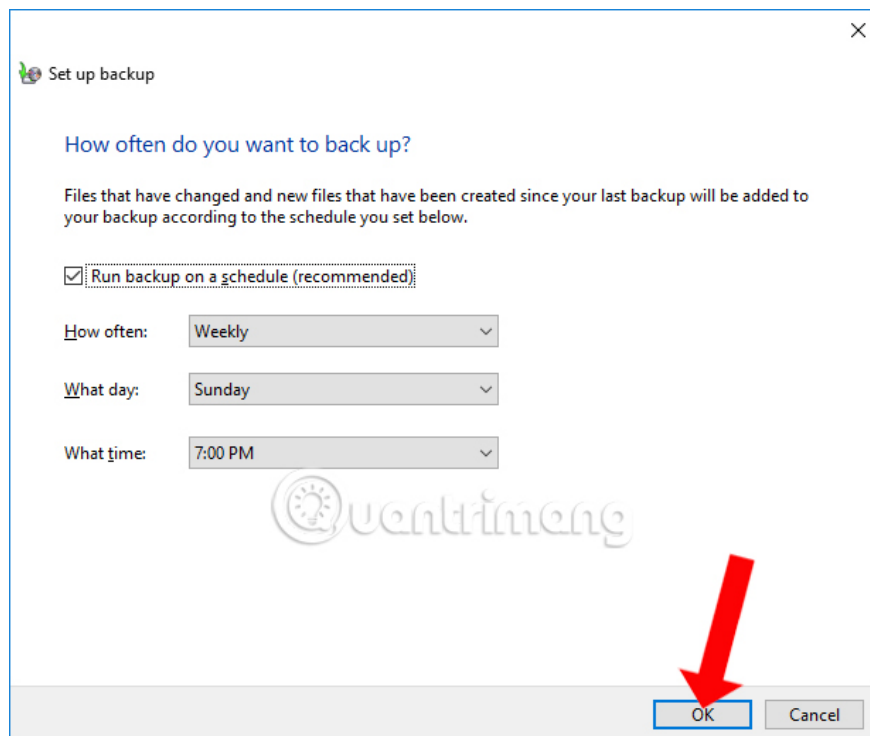 Set up backup
How often do you want to back up?
Files that have changed and new files that have been created since your last backup will be added to
your backup according to the schedule you set below.
Run backup on a schedule (recommended)
How often: Weekly
What day: Sunday
What time: 7:00 PM
Quantrimang
OK Cancel